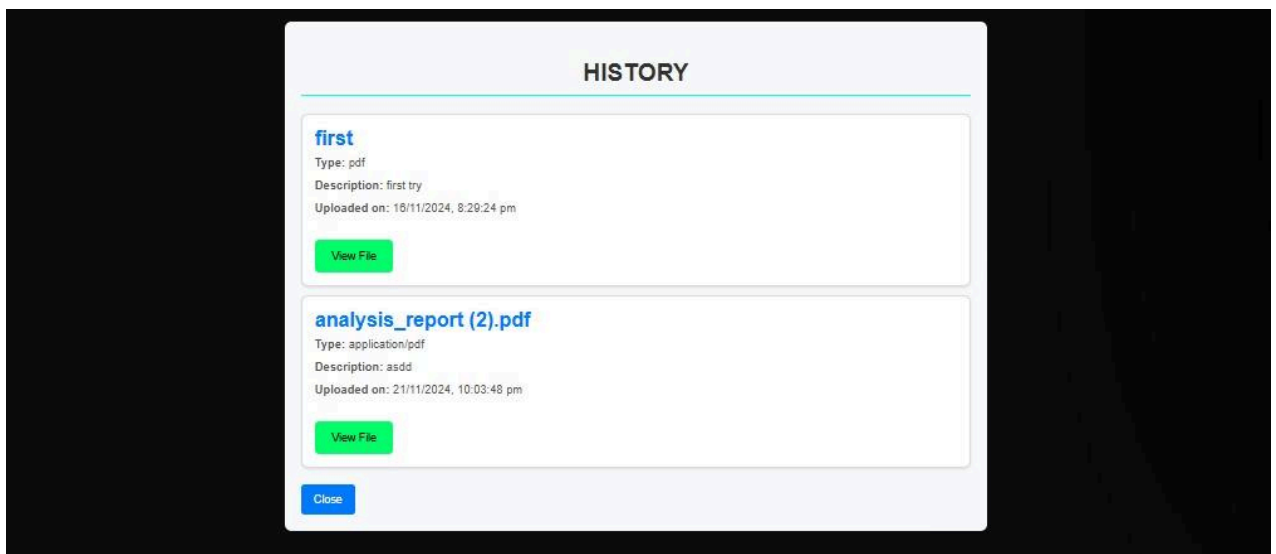 HISTORY
first
Type: pdf
Description: first try
Uploaded on: 16/11/2024, 8:29:24 pm
View File
analysis_report (2).pdf
Type: application/pdf
Description: asdd
Uploaded on: 21/11/2024, 10:03:48 pm
View File
Close